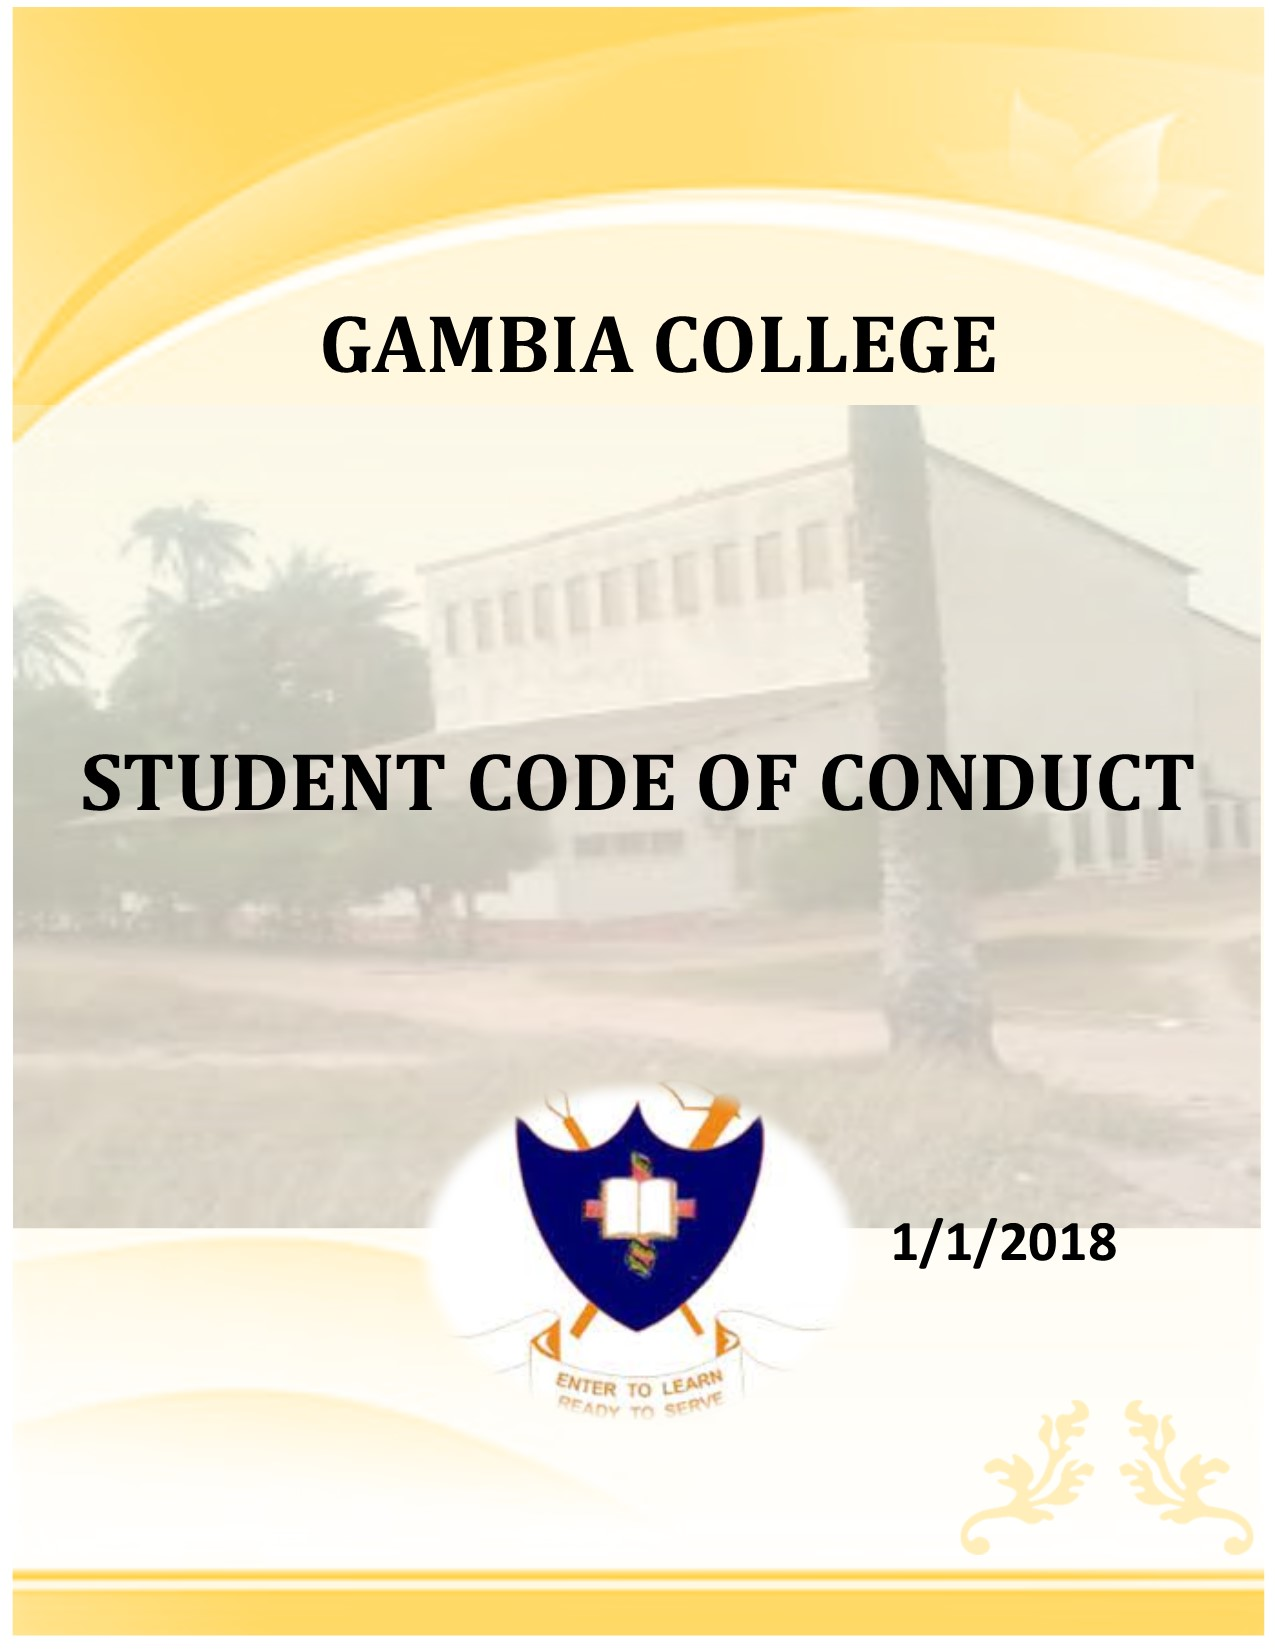 GAMBIA COLLEGE
STUDENT CODE OF CONDUCT
1/1/2018
ENTER TO LEARN
READY TO SERVE